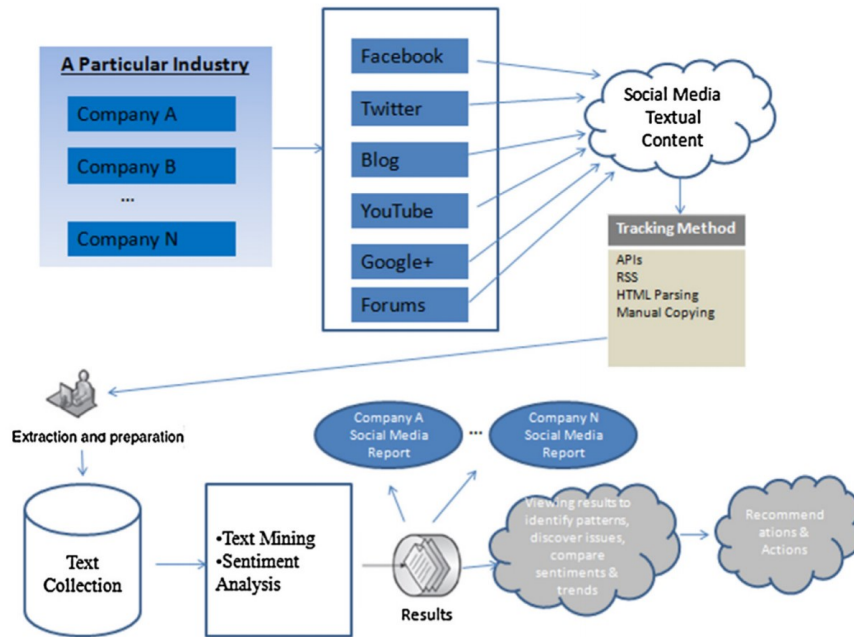 A Particular Industry
Company A
Company B
...
Company N
Facebook
Twitter
Blog
YouTube
Google+
Forums
Social Media
Textual
Content
Tracking Method
APIs
RSS
HTML Parsing
Manual Copying
Extraction and preparation
Text
Collection
•Text Mining
•Sentiment
Analysis
Results
Company A
Social Media
Report
...
Company N
Social Media
Report
Viewing results to
identify patterns,
discover issues,
compare
sentiments &
trends
Recommend
ations &
Actions